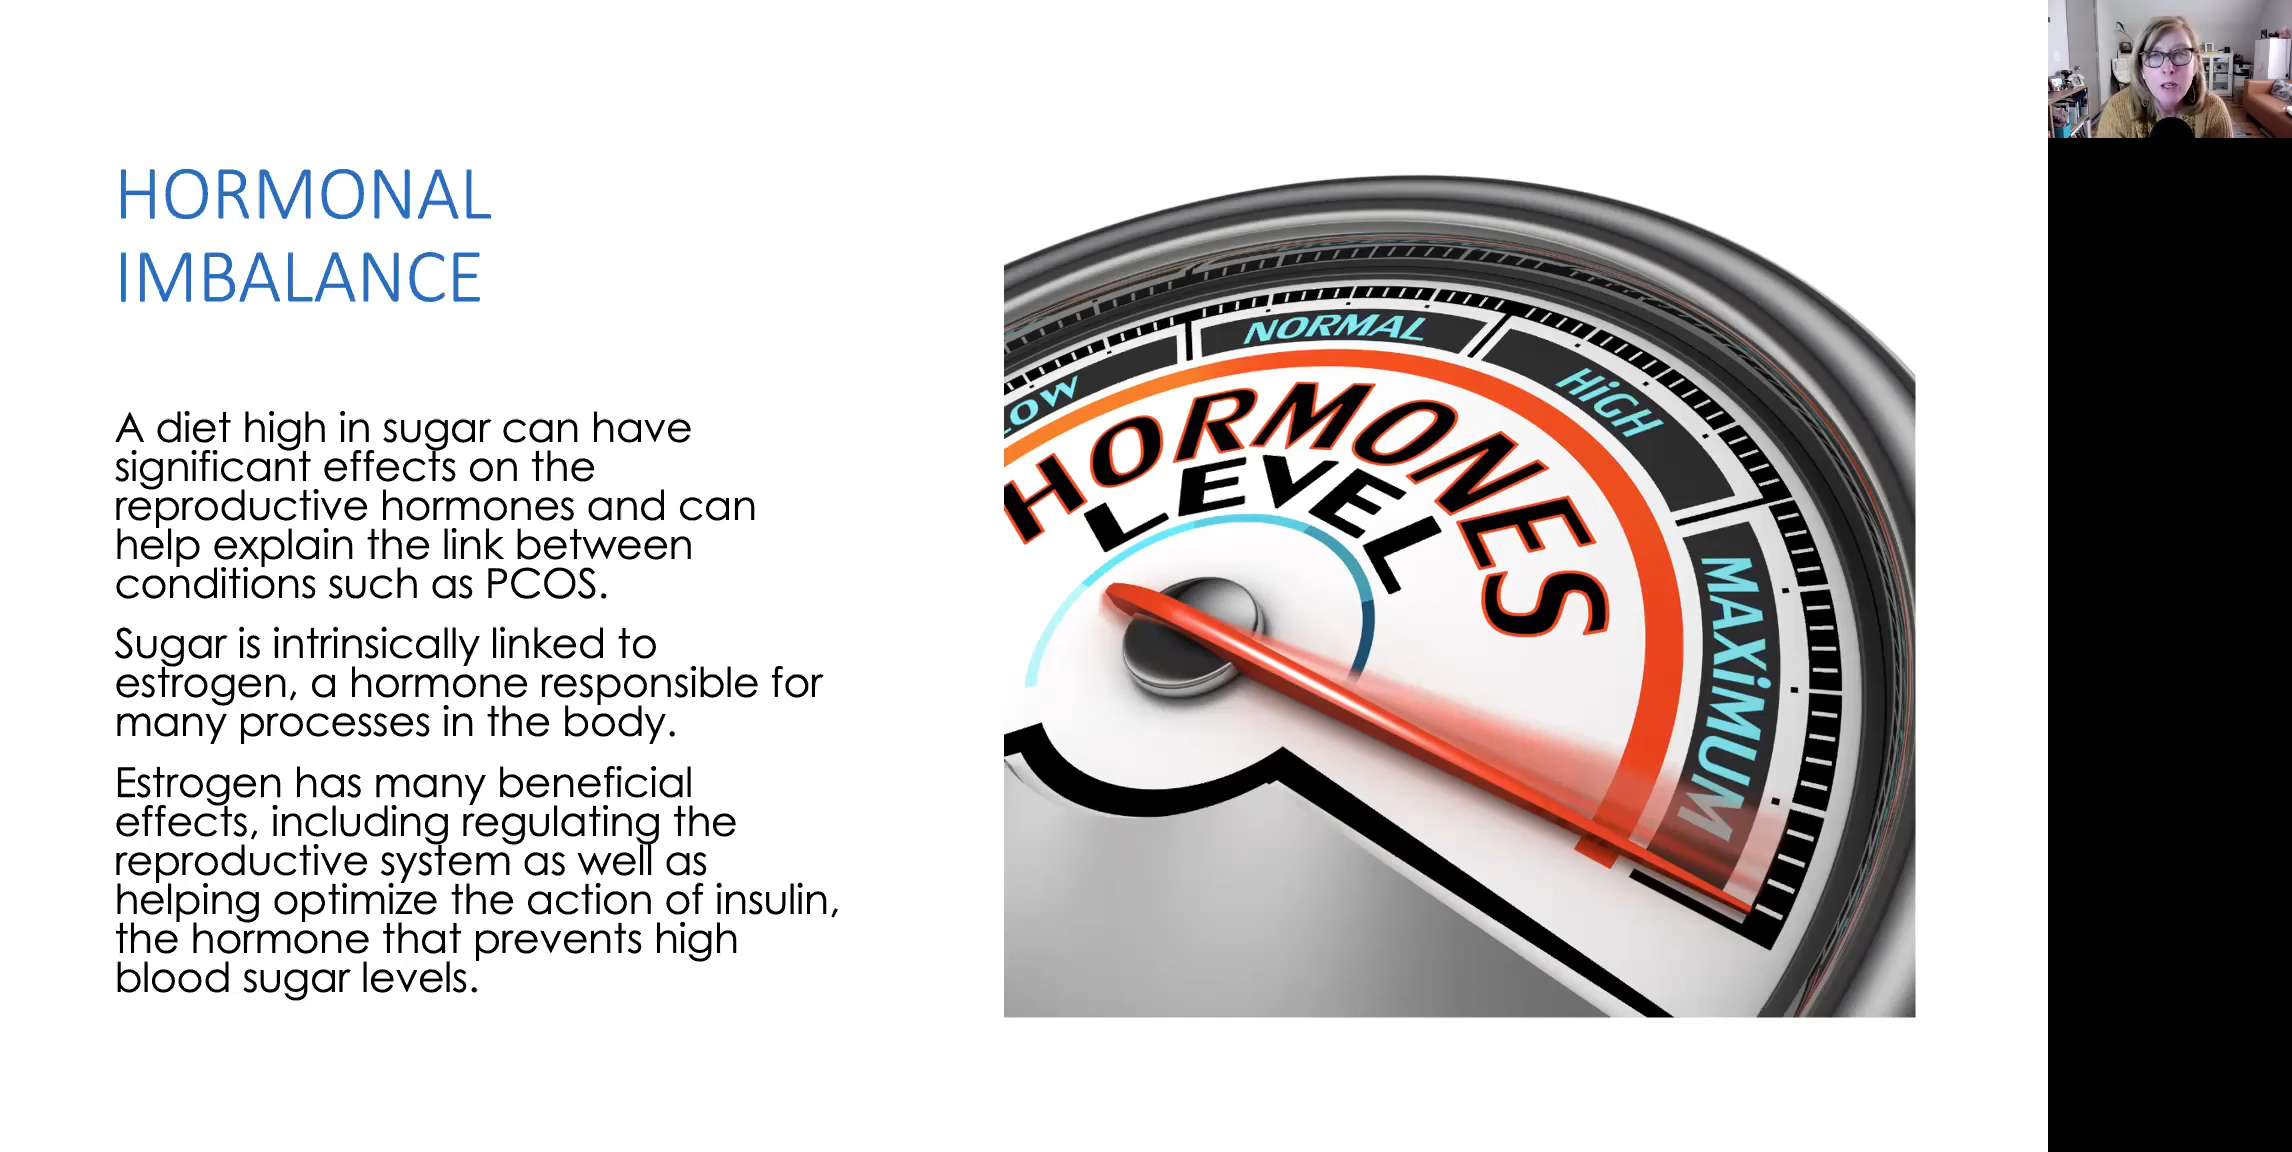 HORMONAL
IMBALANCE
A diet high in sugar can have
significant effects on the
reproductive hormones and can
help explain the link between
conditions such as PCOS.
Sugar is intrinsically linked to
estrogen, a hormone responsible for
many processes in the body.
Estrogen has many beneficial
effects, including regulating the
reproductive system as well as
helping optimize the action of insulin,
the hormone that prevents high
blood sugar levels.
LOW
NORMAL
HiGH
MAXiMUM
HORMONES
LEVEL